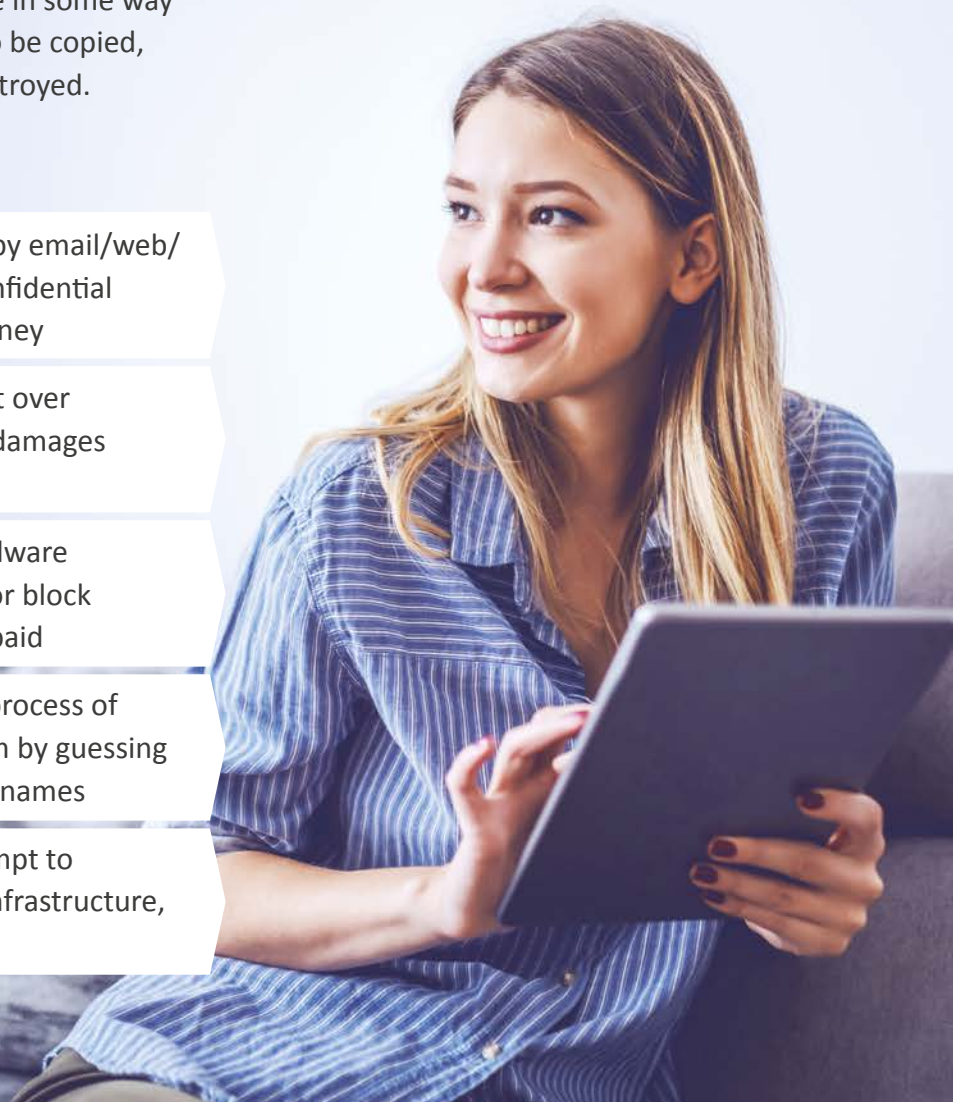 in some way
be copied,
troyed.
by email/web/
nfidential
ney
t over
damages
lware
or block
paid
process of
n by guessing
names
mpt to
nfrastructure,